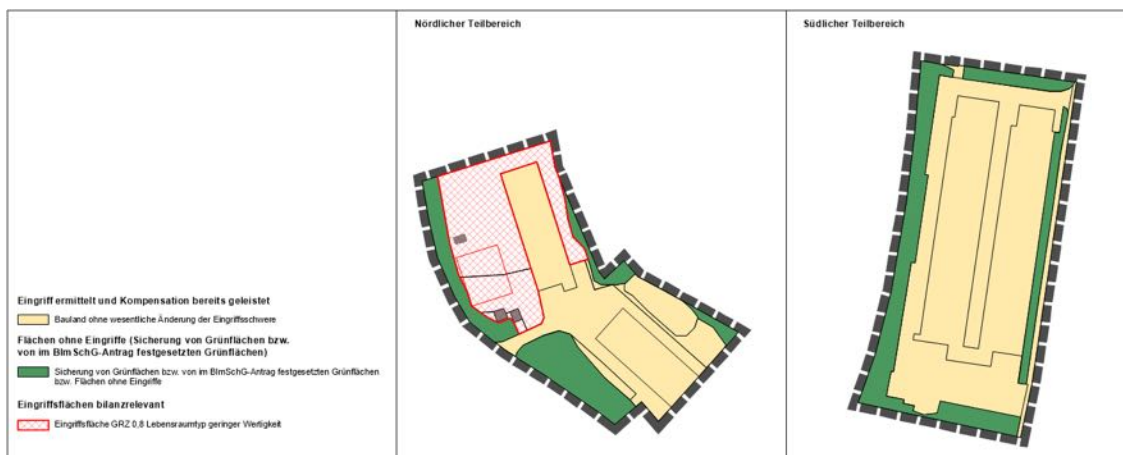 Nördlicher Teilbereich
Südlicher Teilbereich
Eingriff ermittelt und Kompensation bereits geleistet
Bauland ohne wesentliche Änderung der Eingriffsschwere
Flächen ohne Eingriffe (Sicherung von Grünflächen bzw.
von im BImSchG-Antrag festgesetzten Grünflächen)
Sicherung von Grünflächen bzw. von im BImSchG-Antrag festgesetzten Grünflächen
bzw. Flächen ohne Eingriffe
Eingriffsflächen bilanzrelevant
Eingriffsfläche GRZ 0,8 Lebensraumtyp geringer Wertigkeit